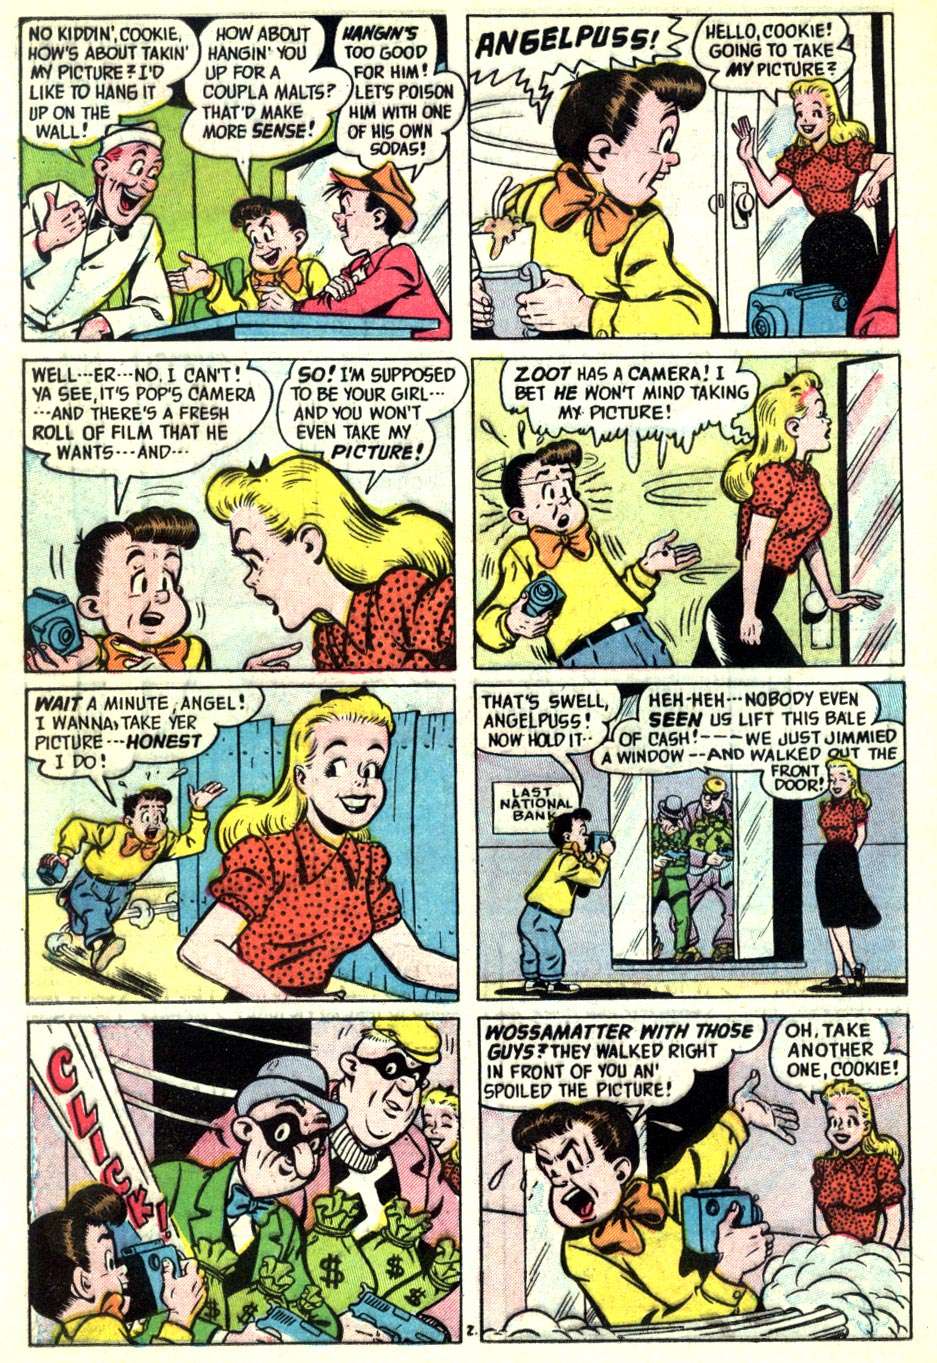 NO KIDDIN', COOKIE,
HOW'S ABOUT TAKIN'
MY PICTURE? I'D
LIKE TO HANG IT
UP ON THE
WALL!
HOW ABOUT
HANGIN' YOU
UP FOR A
COUPLA MALTS?
THAT'D MAKE
MORE SENSE!
HANGIN'S
TOO GOOD
FOR HIM!
LET'S POISON
HIM WITH ONE
OF HIS OWN
SODAS!
ANGELPUSS!
HELLO, COOKIE!
GOING TO TAKE
MY PICTURE?
WELL---ER---NO. I CAN'T!
YA SEE, IT'S POP'S CAMERA
---AND THERE'S A FRESH
ROLL OF FILM THAT HE
WANTS---AND---
SO! I'M SUPPOSED
TO BE YOUR GIRL---
AND YOU WON'T
EVEN TAKE MY
PICTURE!
ZOOT HAS A CAMERA! I
BET HE WON'T MIND TAKING
MY PICTURE!
WAIT A MINUTE, ANGEL!
I WANNA, TAKE YER
PICTURE---HONEST
I DO!
THAT'S SWELL,
ANGELPUSS!
NOW HOLD IT--
HEH-HEH---NOBODY EVEN
SEEN US LIFT THIS BALE
OF CASH!----WE JUST JIMMIED
A WINDOW---AND WALKED OUT THE
FRONT
DOOR!
LAST
NATIONAL
BANK
CLICK!
$
$
$
$
WOSSAMATTER WITH THOSE
GUYS? THEY WALKED RIGHT
IN FRONT OF YOU AN'
SPOILED THE PICTURE!
OH, TAKE
ANOTHER
ONE, COOKIE!
2.